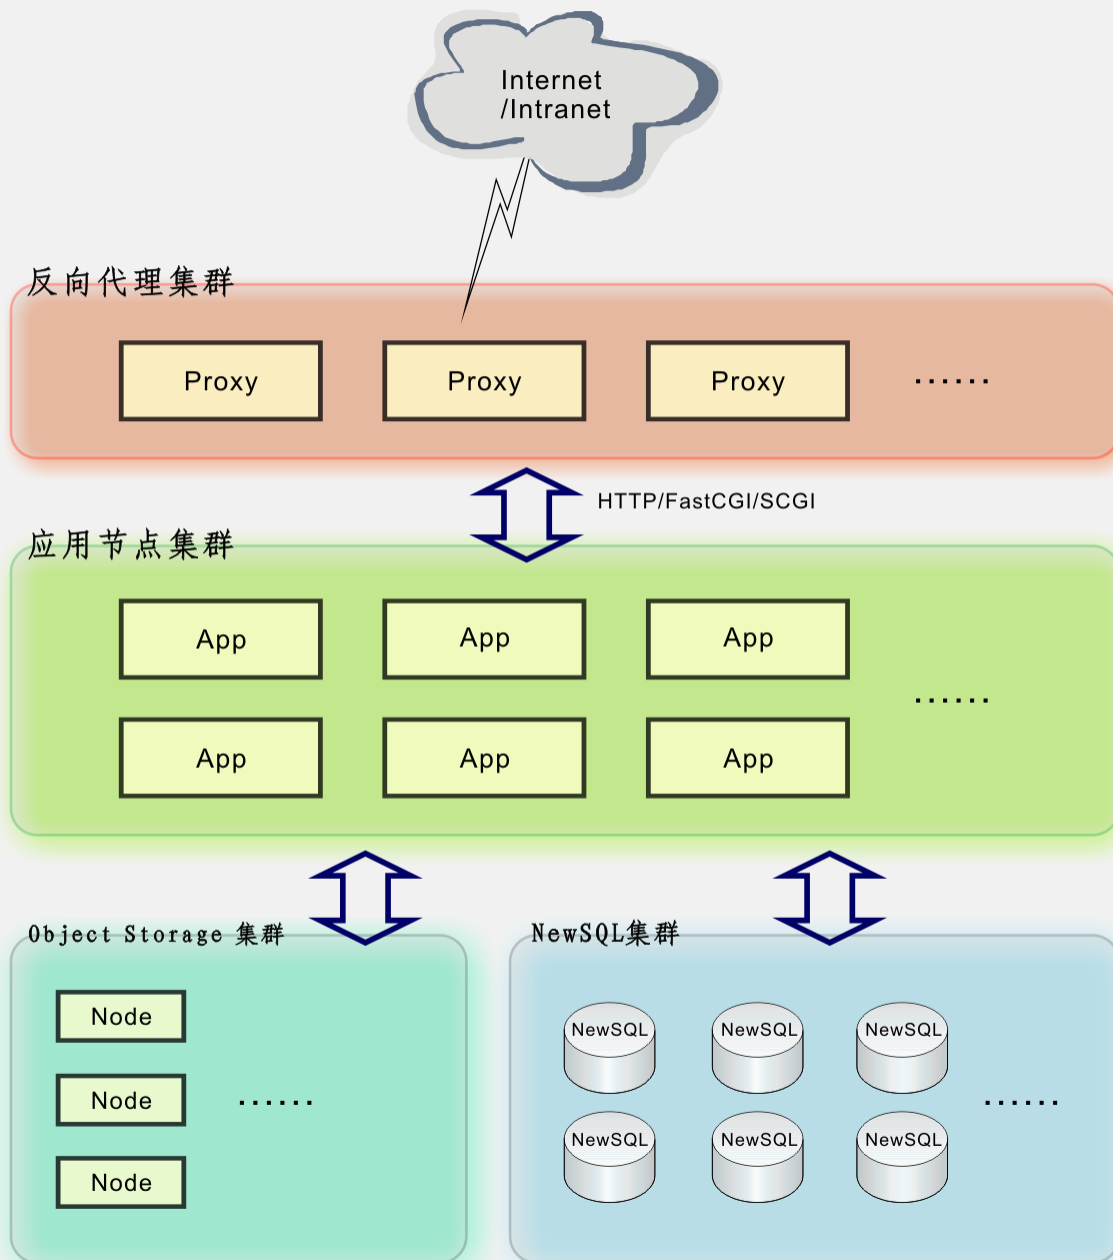 Internet
/Intranet
反向代理集群
Proxy
Proxy
Proxy
......
HTTP/FastCGI/SCGI
应用节点集群
App
App
App
......
App
App
App
Object Storage 集群
NewSQL集群
Node
Node
......
Node
NewSQL
NewSQL
NewSQL
......
NewSQL
NewSQL
NewSQL